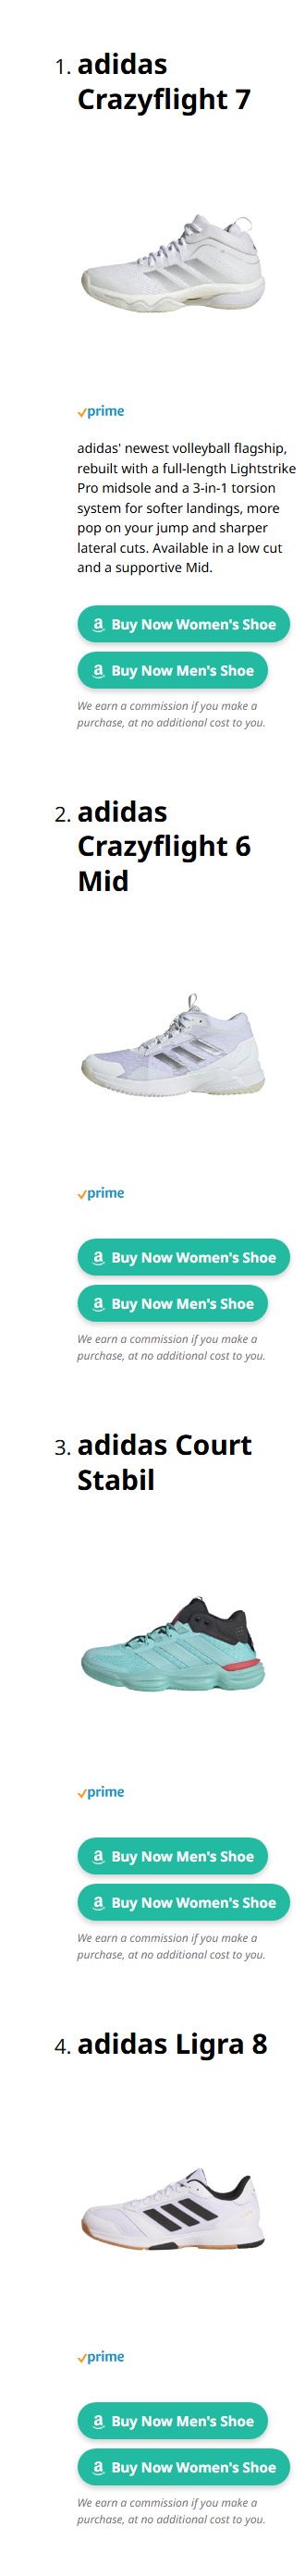 1. adidas
Crazyflight 7
prime
adidas' newest volleyball flagship,
rebuilt with a full-length Lightstrike
Pro midsole and a 3-in-1 torsion
system for softer landings, more
pop on your jump and sharper
lateral cuts. Available in a low cut
and a supportive Mid.
Buy Now Women's Shoe
Buy Now Men's Shoe
We earn a commission if you make a
purchase, at no additional cost to you.
2. adidas
Crazyflight 6
Mid
prime
Buy Now Women's Shoe
Buy Now Men's Shoe
We earn a commission if you make a
purchase, at no additional cost to you.
3. adidas Court
Stabil
prime
Buy Now Men's Shoe
Buy Now Women's Shoe
We earn a commission if you make a
purchase, at no additional cost to you.
4. adidas Ligra 8
prime
Buy Now Men's Shoe
Buy Now Women's Shoe
We earn a commission if you make a
purchase, at no additional cost to you.